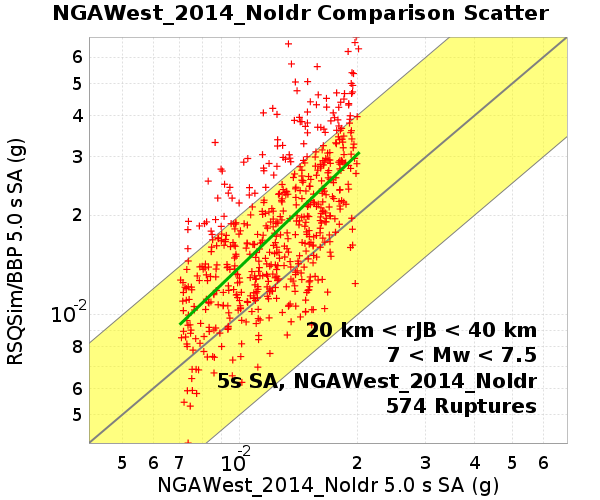 NGAWest_2014_NoIdr Comparison Scatter
RSQSim/BBP 5.0 s SA (g)
6
5
4
3
2
10^-2
8
6
5
20 km < rJB < 40 km
7 < Mw < 7.5
5s SA, NGAWest_2014_NoIdr
574 Ruptures
5 6 7 10^-2 2 3 4 5 6
NGAWest_2014_NoIdr 5.0 s SA (g)